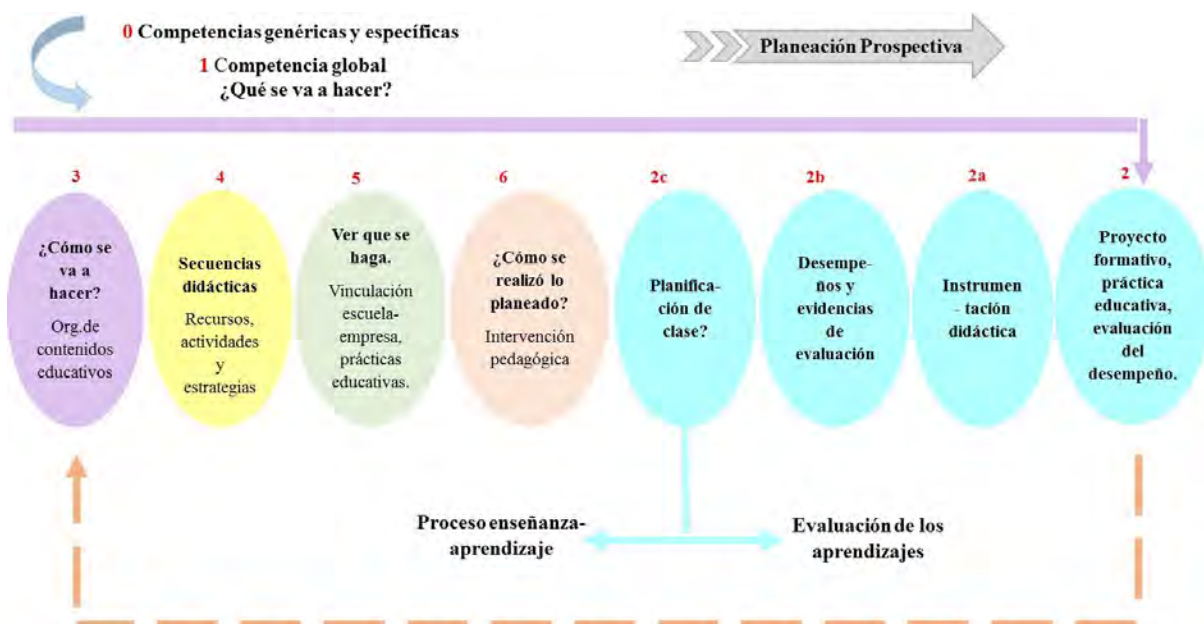 0 Competencias genéricas y específicas
1 Competencia global
¿Qué se va a hacer?
Planeación Prospectiva
3
¿Cómo se
va a
hacer?
Org.de
contenidos
educativos
4
Secuencias
didácticas
Recursos,
actividades
y
estrategias
5
Ver que se
haga.
Vinculación
escuela-
empresa,
prácticas
educativas.
6
¿Cómo se
realizó lo
planeado?
Intervención
pedagógica
2c
Planifica-
ción de
clase?
2b
Desempe-
ños y
evidencias
de
evaluación
2a
Instrumen
- tación
didáctica
2
Proyecto
formativo,
práctica
educativa,
evaluación
del
desempeño.
Proceso enseñanza-
aprendizaje
Evaluación de los
aprendizajes